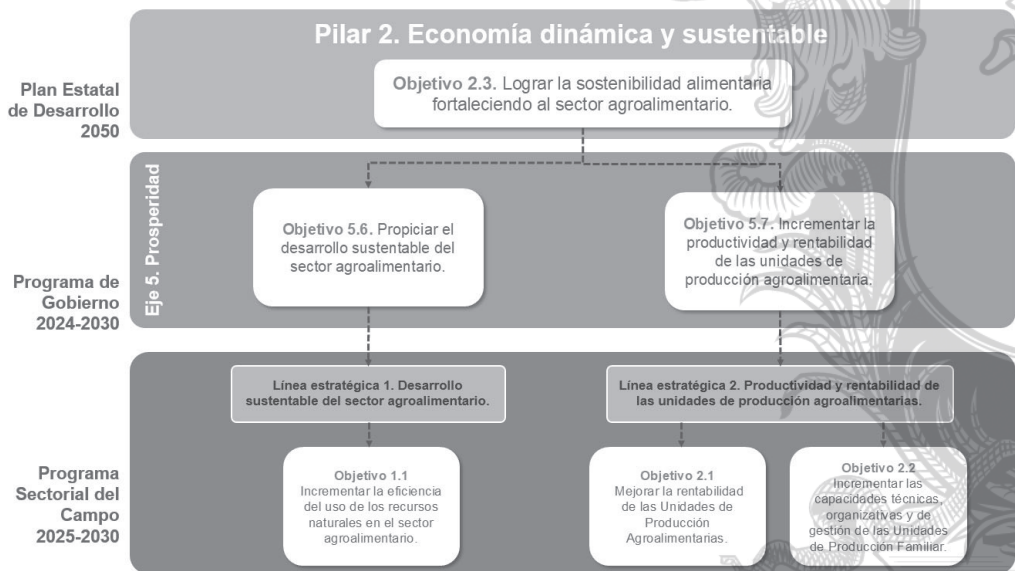 Pilar 2. Economía dinámica y sustentable
Plan Estatal
de Desarrollo
2050
Objetivo 2.3. Lograr la sostenibilidad alimentaria
fortaleciendo al sector agroalimentario.
Programa de
Gobierno
2024-2030
Eje 5. Prosperidad
Objetivo 5.6. Propiciar el
desarrollo sustentable del
sector agroalimentario.
Objetivo 5.7. Incrementar la
productividad y rentabilidad
de las unidades de
producción agroalimentaria.
Programa
Sectorial del
Campo
2025-2030
Línea estratégica 1. Desarrollo
sustentable del sector agroalimentario.
Línea estratégica 2. Productividad y rentabilidad de
las unidades de producción agroalimentarias.
Objetivo 1.1
Incrementar la eficiencia
del uso de los recursos
naturales en el sector
agroalimentario.
Objetivo 2.1
Mejorar la rentabilidad
de las Unidades de
Producción
Agroalimentarias.
Objetivo 2.2
Incrementar las
capacidades técnicas,
organizativas y de
gestión de las Unidades
de Producción Familiar.